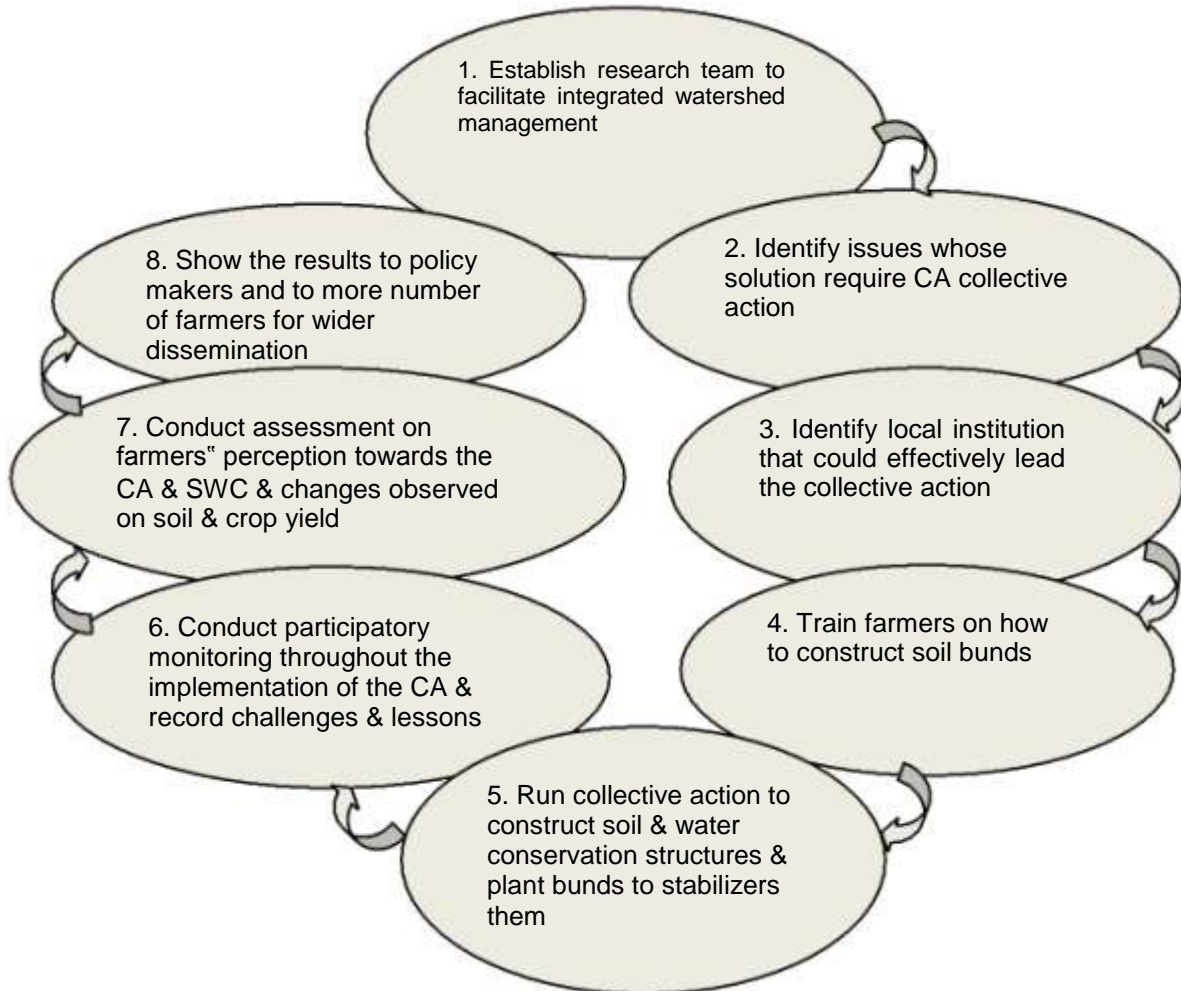 1. Establish research team to
facilitate integrated watershed
management
2. Identify issues whose
solution require CA collective
action
3. Identify local institution
that could effectively lead
the collective action
4. Train farmers on how
to construct soil bunds
5. Run collective action to
construct soil & water
conservation structures &
plant bunds to stabilizers
them
6. Conduct participatory
monitoring throughout the
implementation of the CA &
record challenges & lessons
7. Conduct assessment on
farmers‟ perception towards the
CA & SWC & changes observed
on soil & crop yield
8. Show the results to policy
makers and to more number
of farmers for wider
dissemination